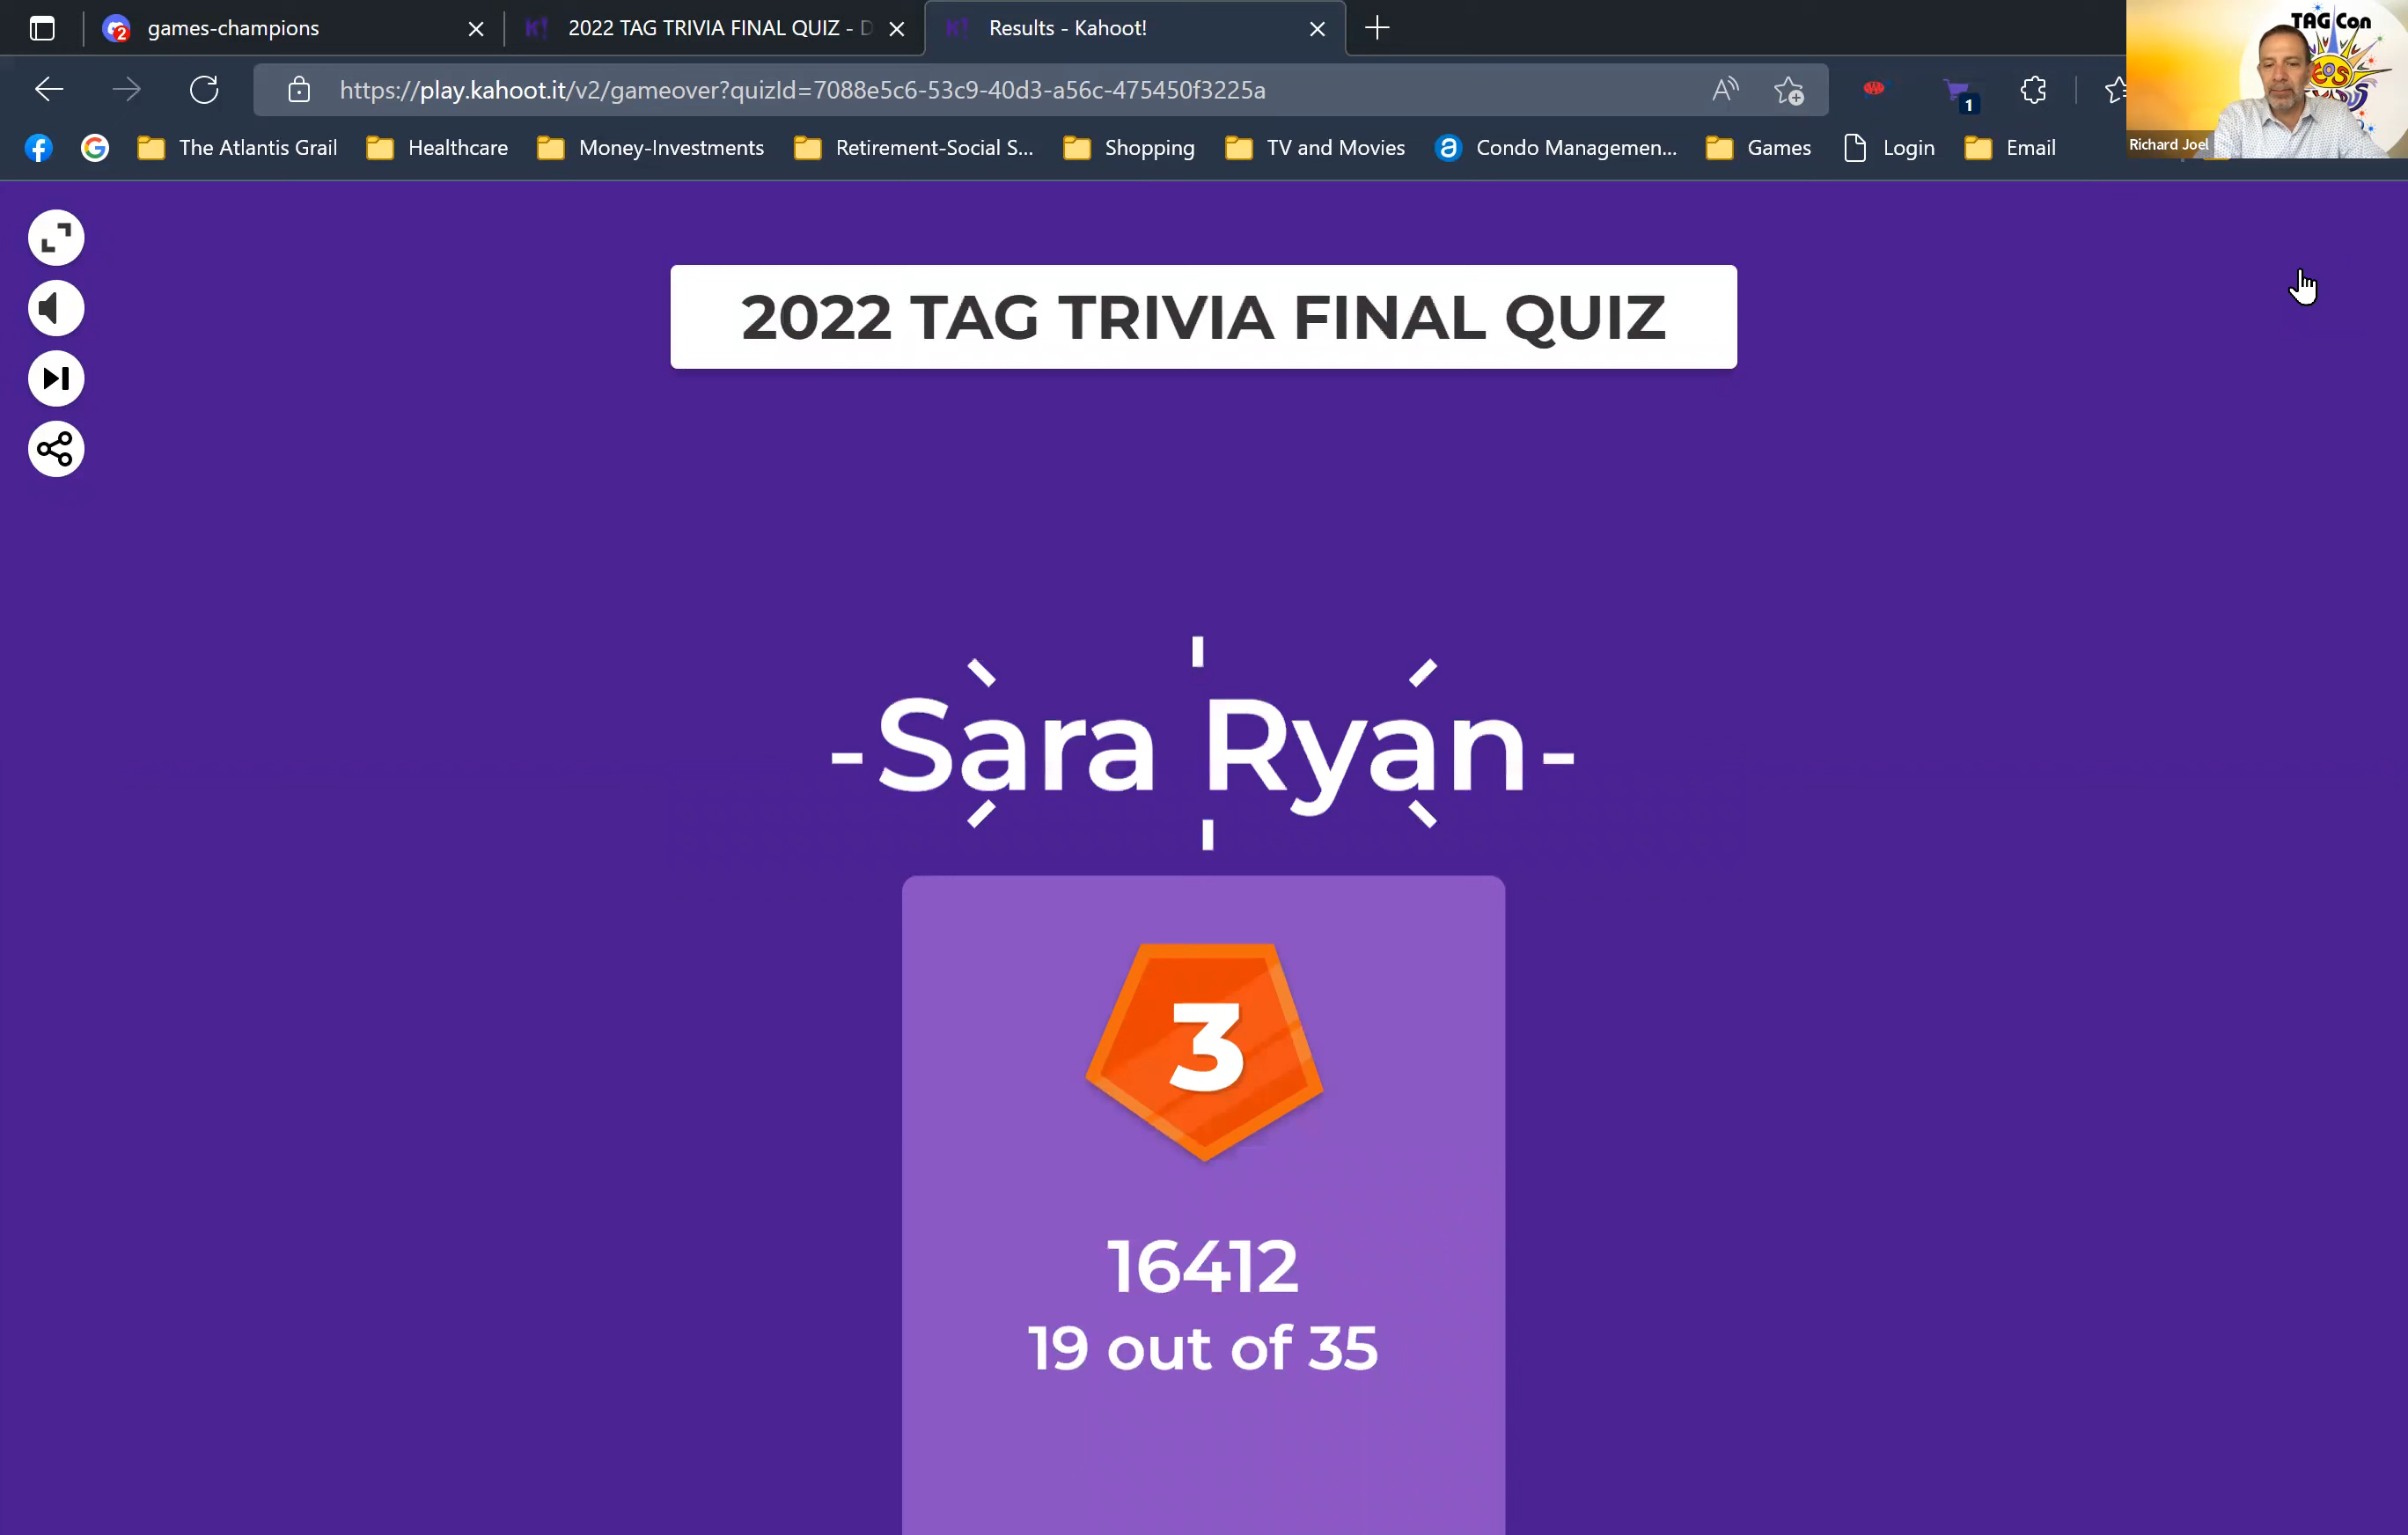 2
games-champions
2022 TAG TRIVIA FINAL QUIZ - D
Results - Kahoot!
https://play.kahoot.it/v2/gameover?quizId=7088e5c6-53c9-40d3-a56c-475450f3225a
1
The Atlantis Grail
Healthcare
Money-Investments
Retirement-Social S...
Shopping
TV and Movies
Condo Managemen...
Games
Login
Email
TAG Con
Richard Joel
2022 TAG TRIVIA FINAL QUIZ
-Sara Ryan-
3
16412
19 out of 35